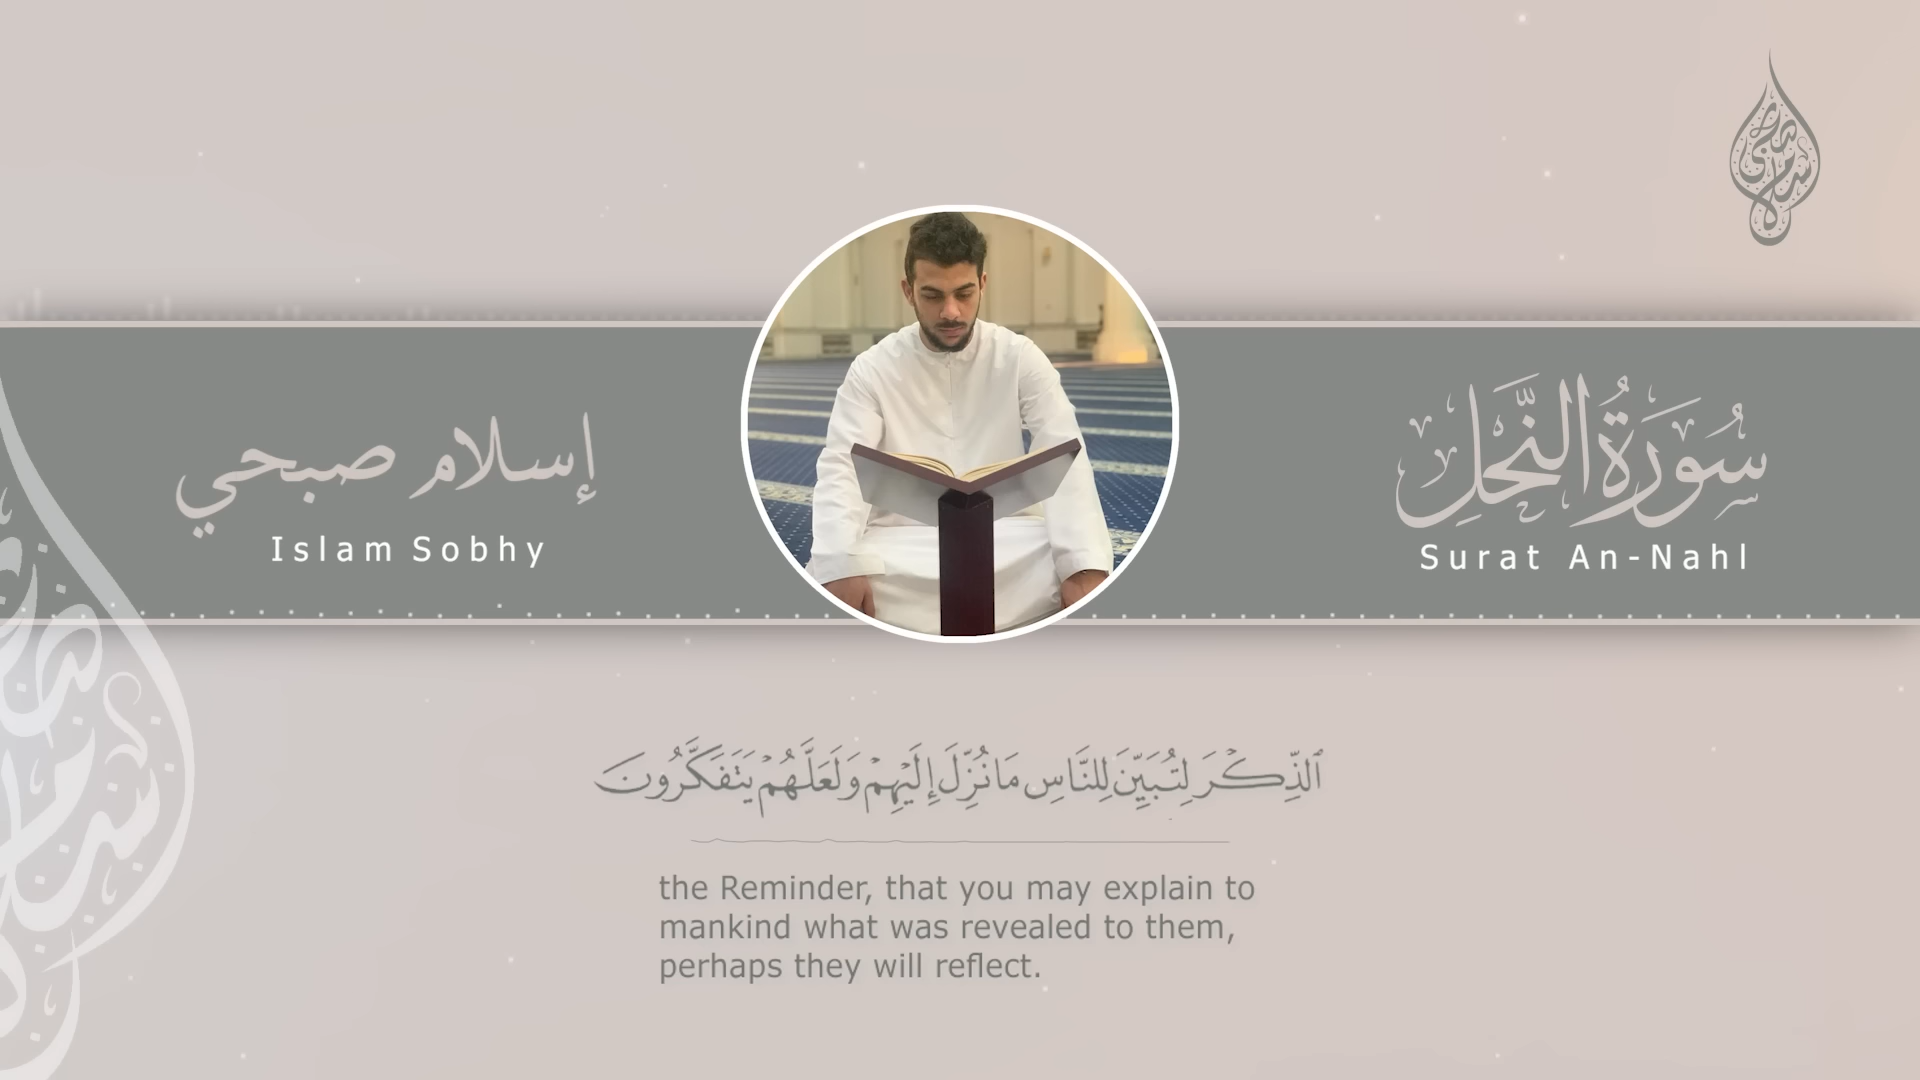 إسلام صبحي
Islam Sobhy
سُورَةُ النَّحْلِ
Surat An-Nahl
ٱلذِّكْرَ لِتُبَيِّنَ لِلنَّاسِ مَا نُزِّلَ إِلَيْهِمْ وَلَعَلَّهُمْ يَتَفَكَّرُونَ
the Reminder, that you may explain to
mankind what was revealed to them,
perhaps they will reflect.